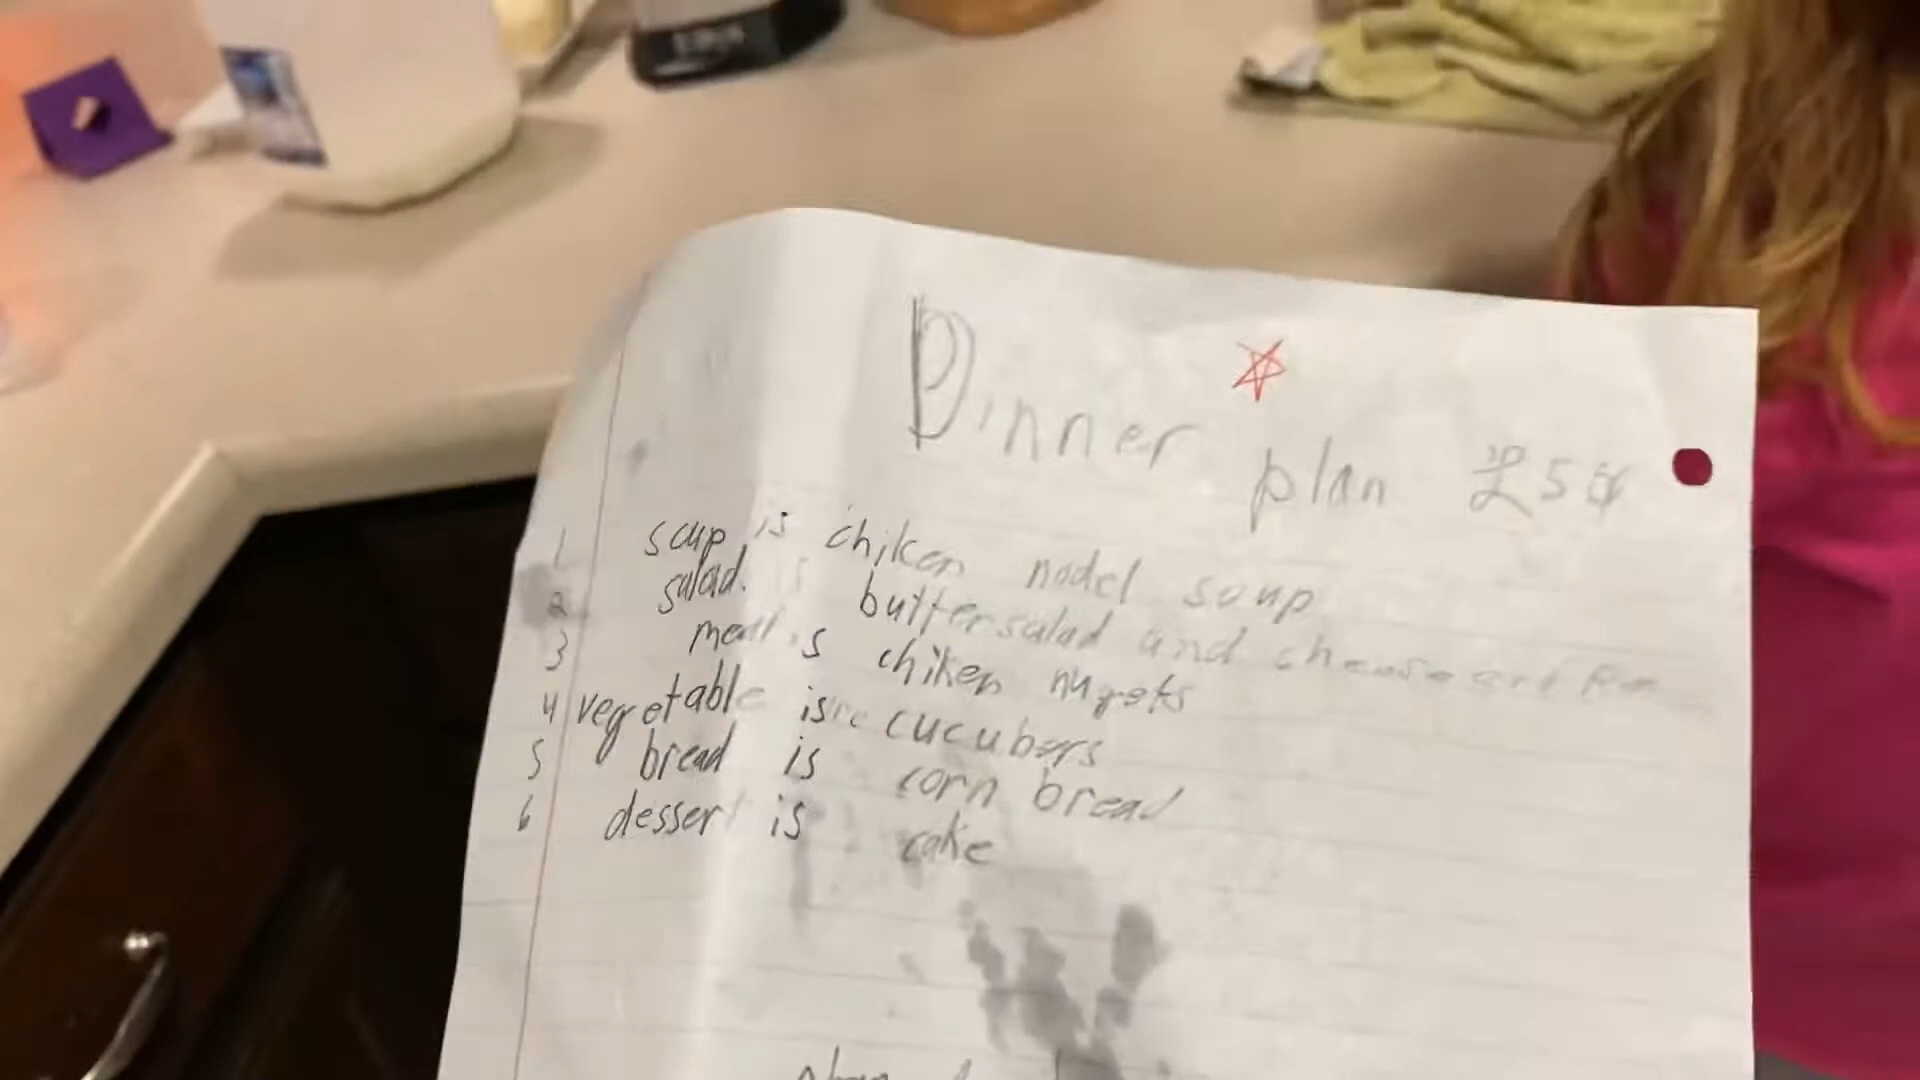 Dinner plan
1 soup is chiken nodel soup
2 salad is buttersalad and
3 meat is chiken nugets
4 vegetable is cucubers
5 bread is corn bread
6 dessert is cake